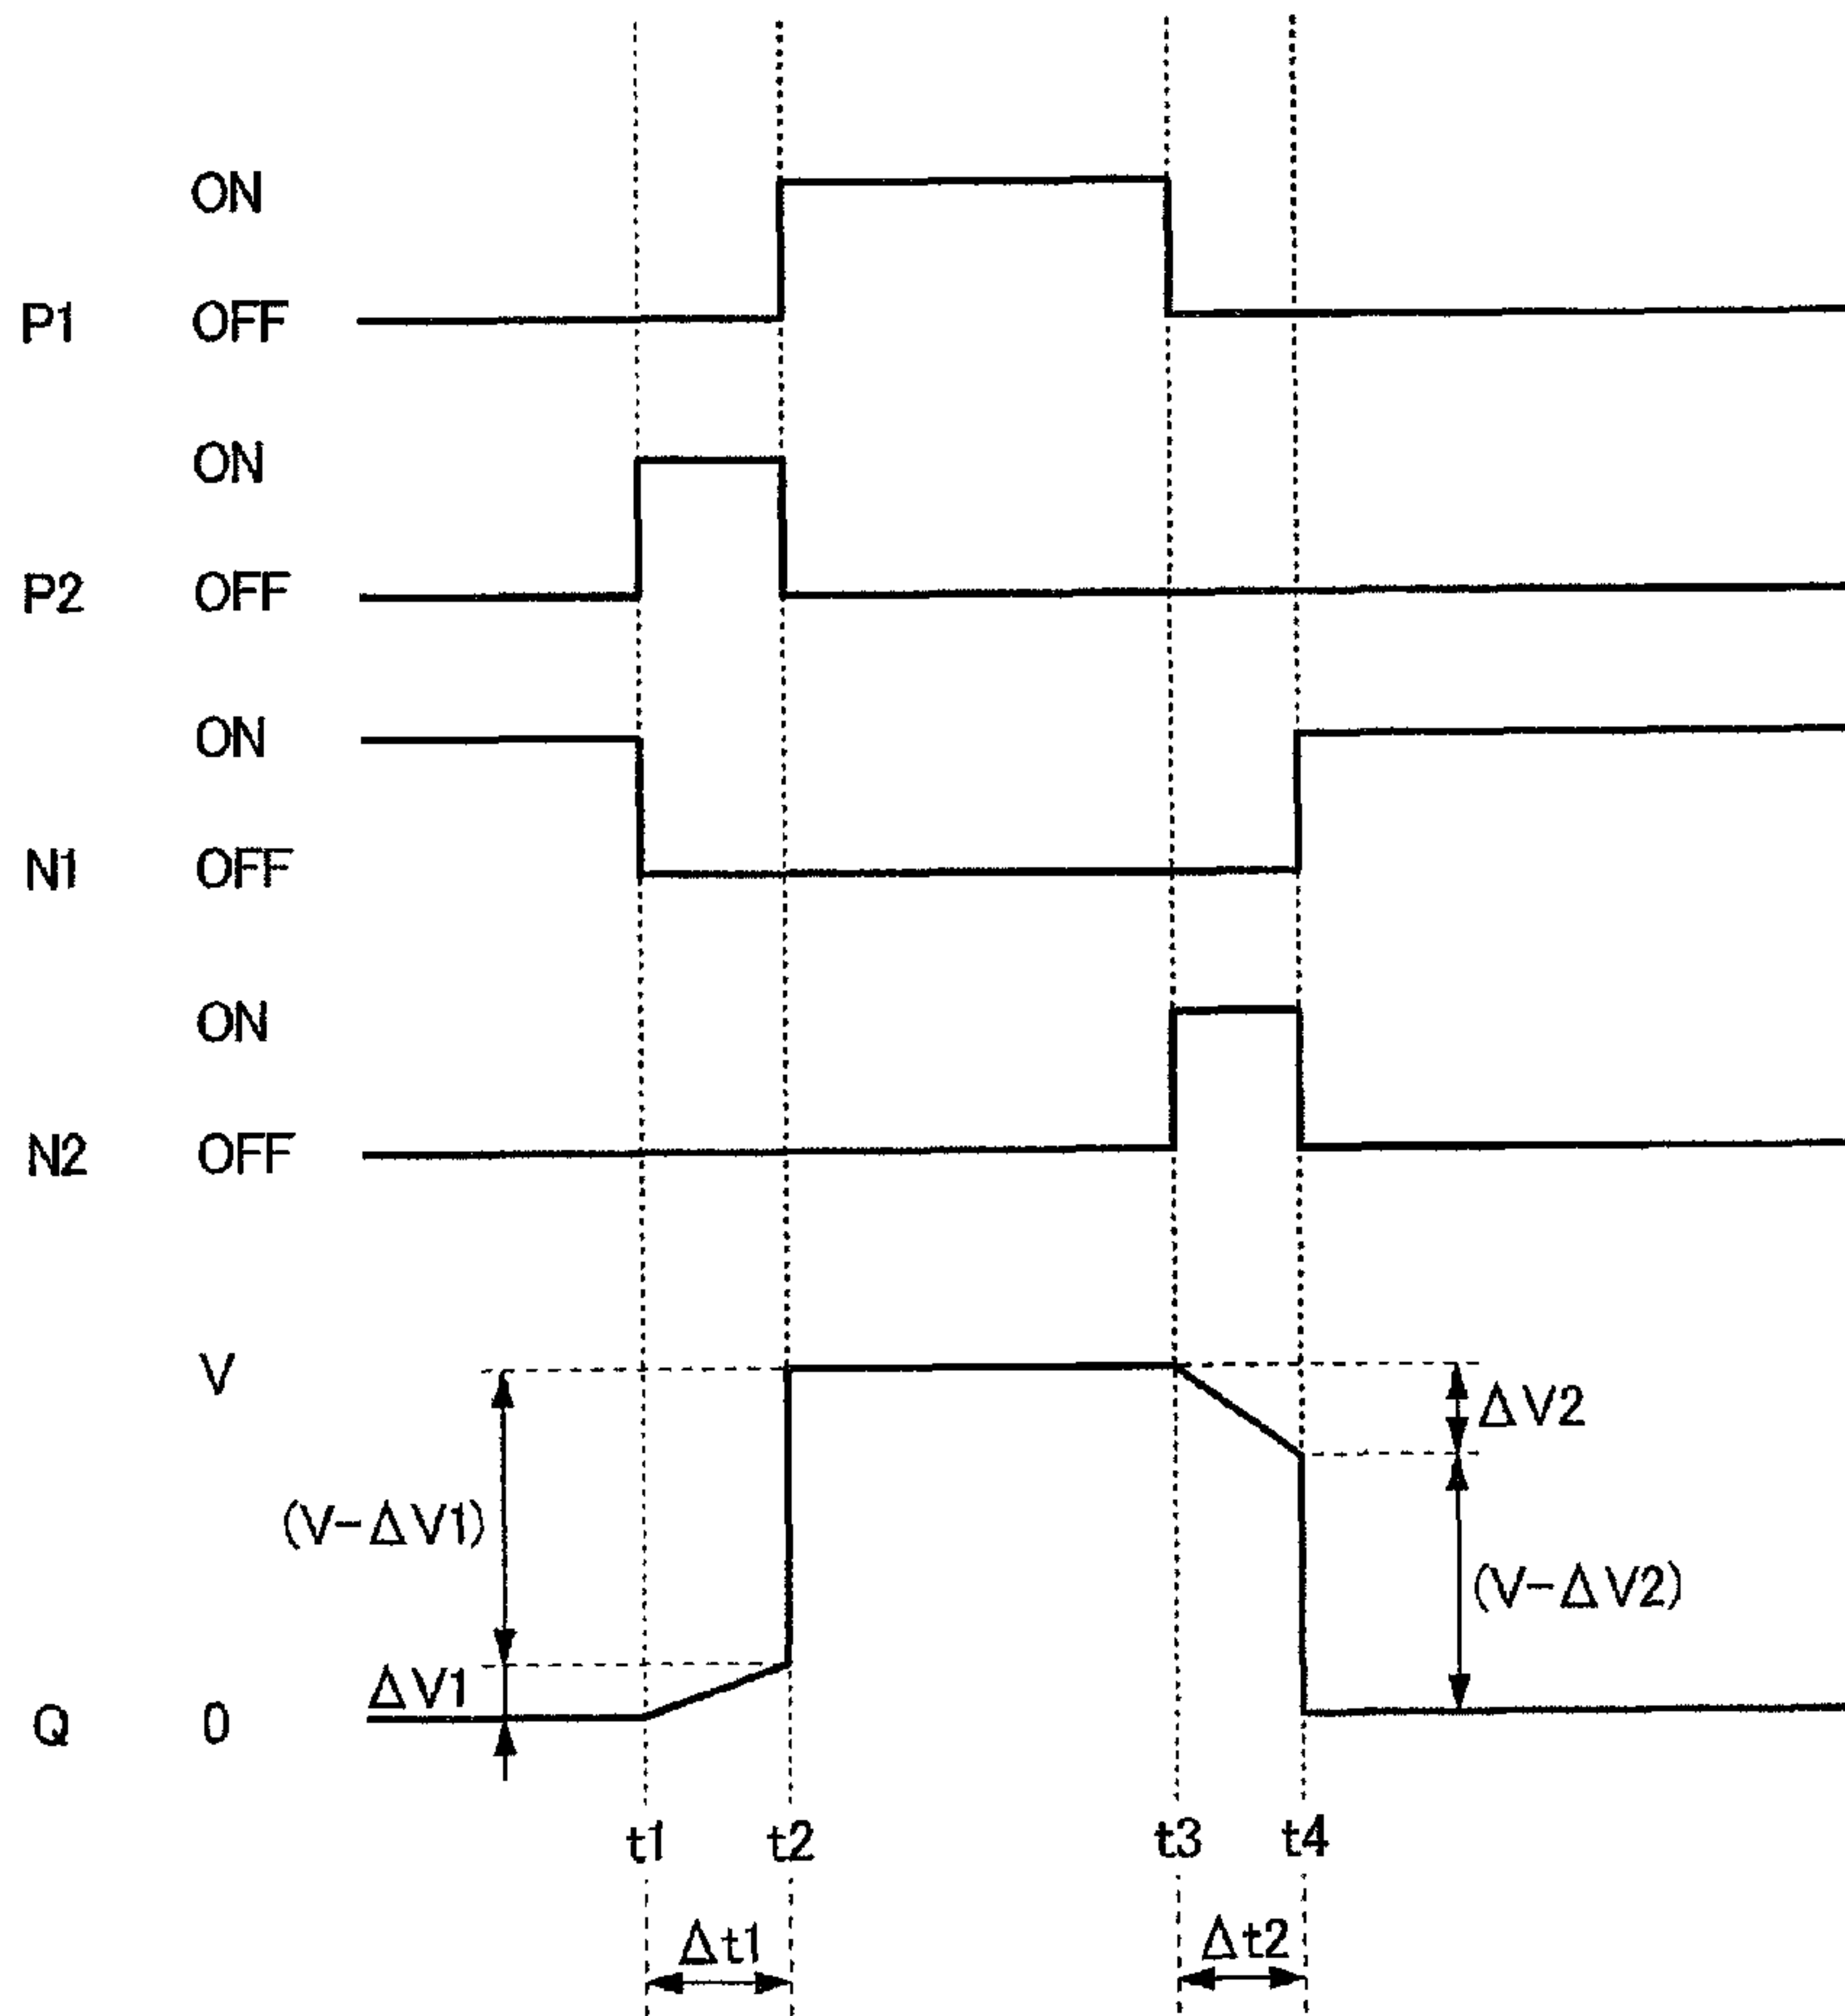 ON
P1 OFF
ON
P2 OFF
ON
N1 OFF
ON
N2 OFF
V
ΔV2
(V-ΔV1)
(V-ΔV2)
ΔV1
Q 0
t1 t2 t3 t4
Δt1 Δt2